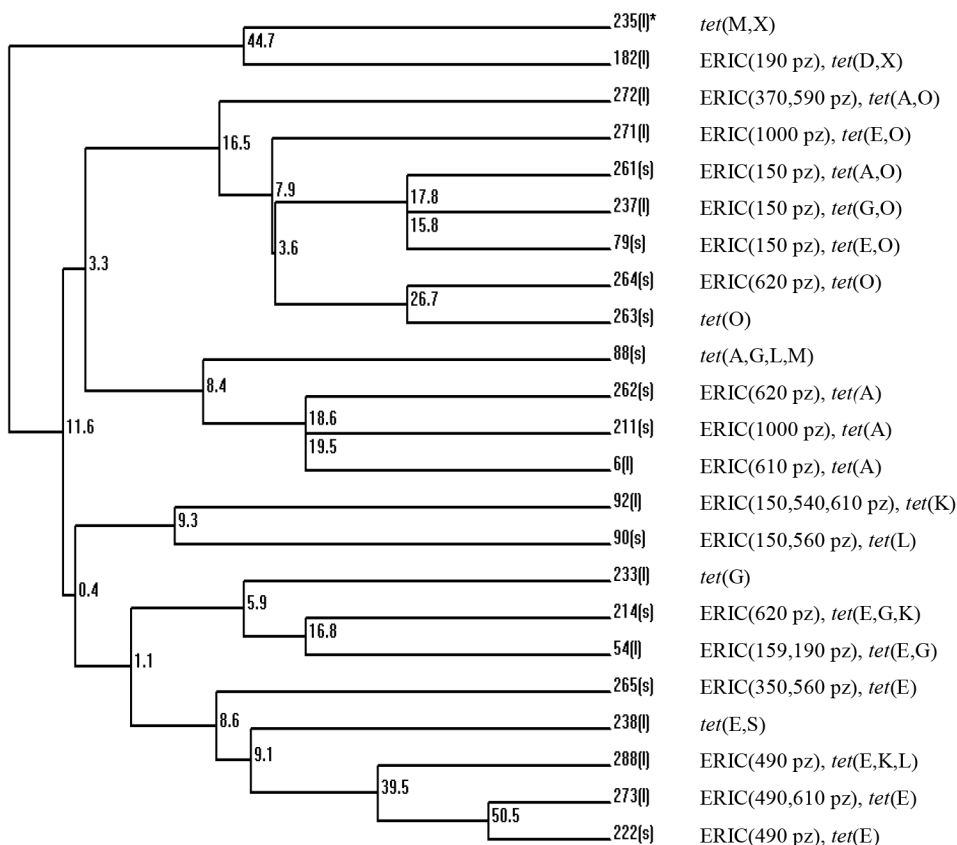 235(l)* tet(M,X)
44.7
182(l) ERIC(190 pz), tet(D,X)
272(l) ERIC(370,590 pz), tet(A,O)
16.5
271(l) ERIC(1000 pz), tet(E,O)
261(s) ERIC(150 pz), tet(A,O)
7.9
17.8
237(l) ERIC(150 pz), tet(G,O)
15.8
79(s) ERIC(150 pz), tet(E,O)
3.6
3.3
264(s) ERIC(620 pz), tet(O)
26.7
263(s) tet(O)
88(s) tet(A,G,L,M)
8.4
262(s) ERIC(620 pz), tet(A)
18.6
11.6
211(s) ERIC(1000 pz), tet(A)
19.5
6(l) ERIC(610 pz), tet(A)
92(l) ERIC(150,540,610 pz), tet(K)
9.3
90(s) ERIC(150,560 pz), tet(L)
233(l) tet(G)
0.4
5.9
214(s) ERIC(620 pz), tet(E,G,K)
16.8
54(l) ERIC(159,190 pz), tet(E,G)
1.1
265(s) ERIC(350,560 pz), tet(E)
8.6
238(l) tet(E,S)
9.1
288(l) ERIC(490 pz), tet(E,K,L)
39.5
273(l) ERIC(490,610 pz), tet(E)
50.5
222(s) ERIC(490 pz), tet(E)